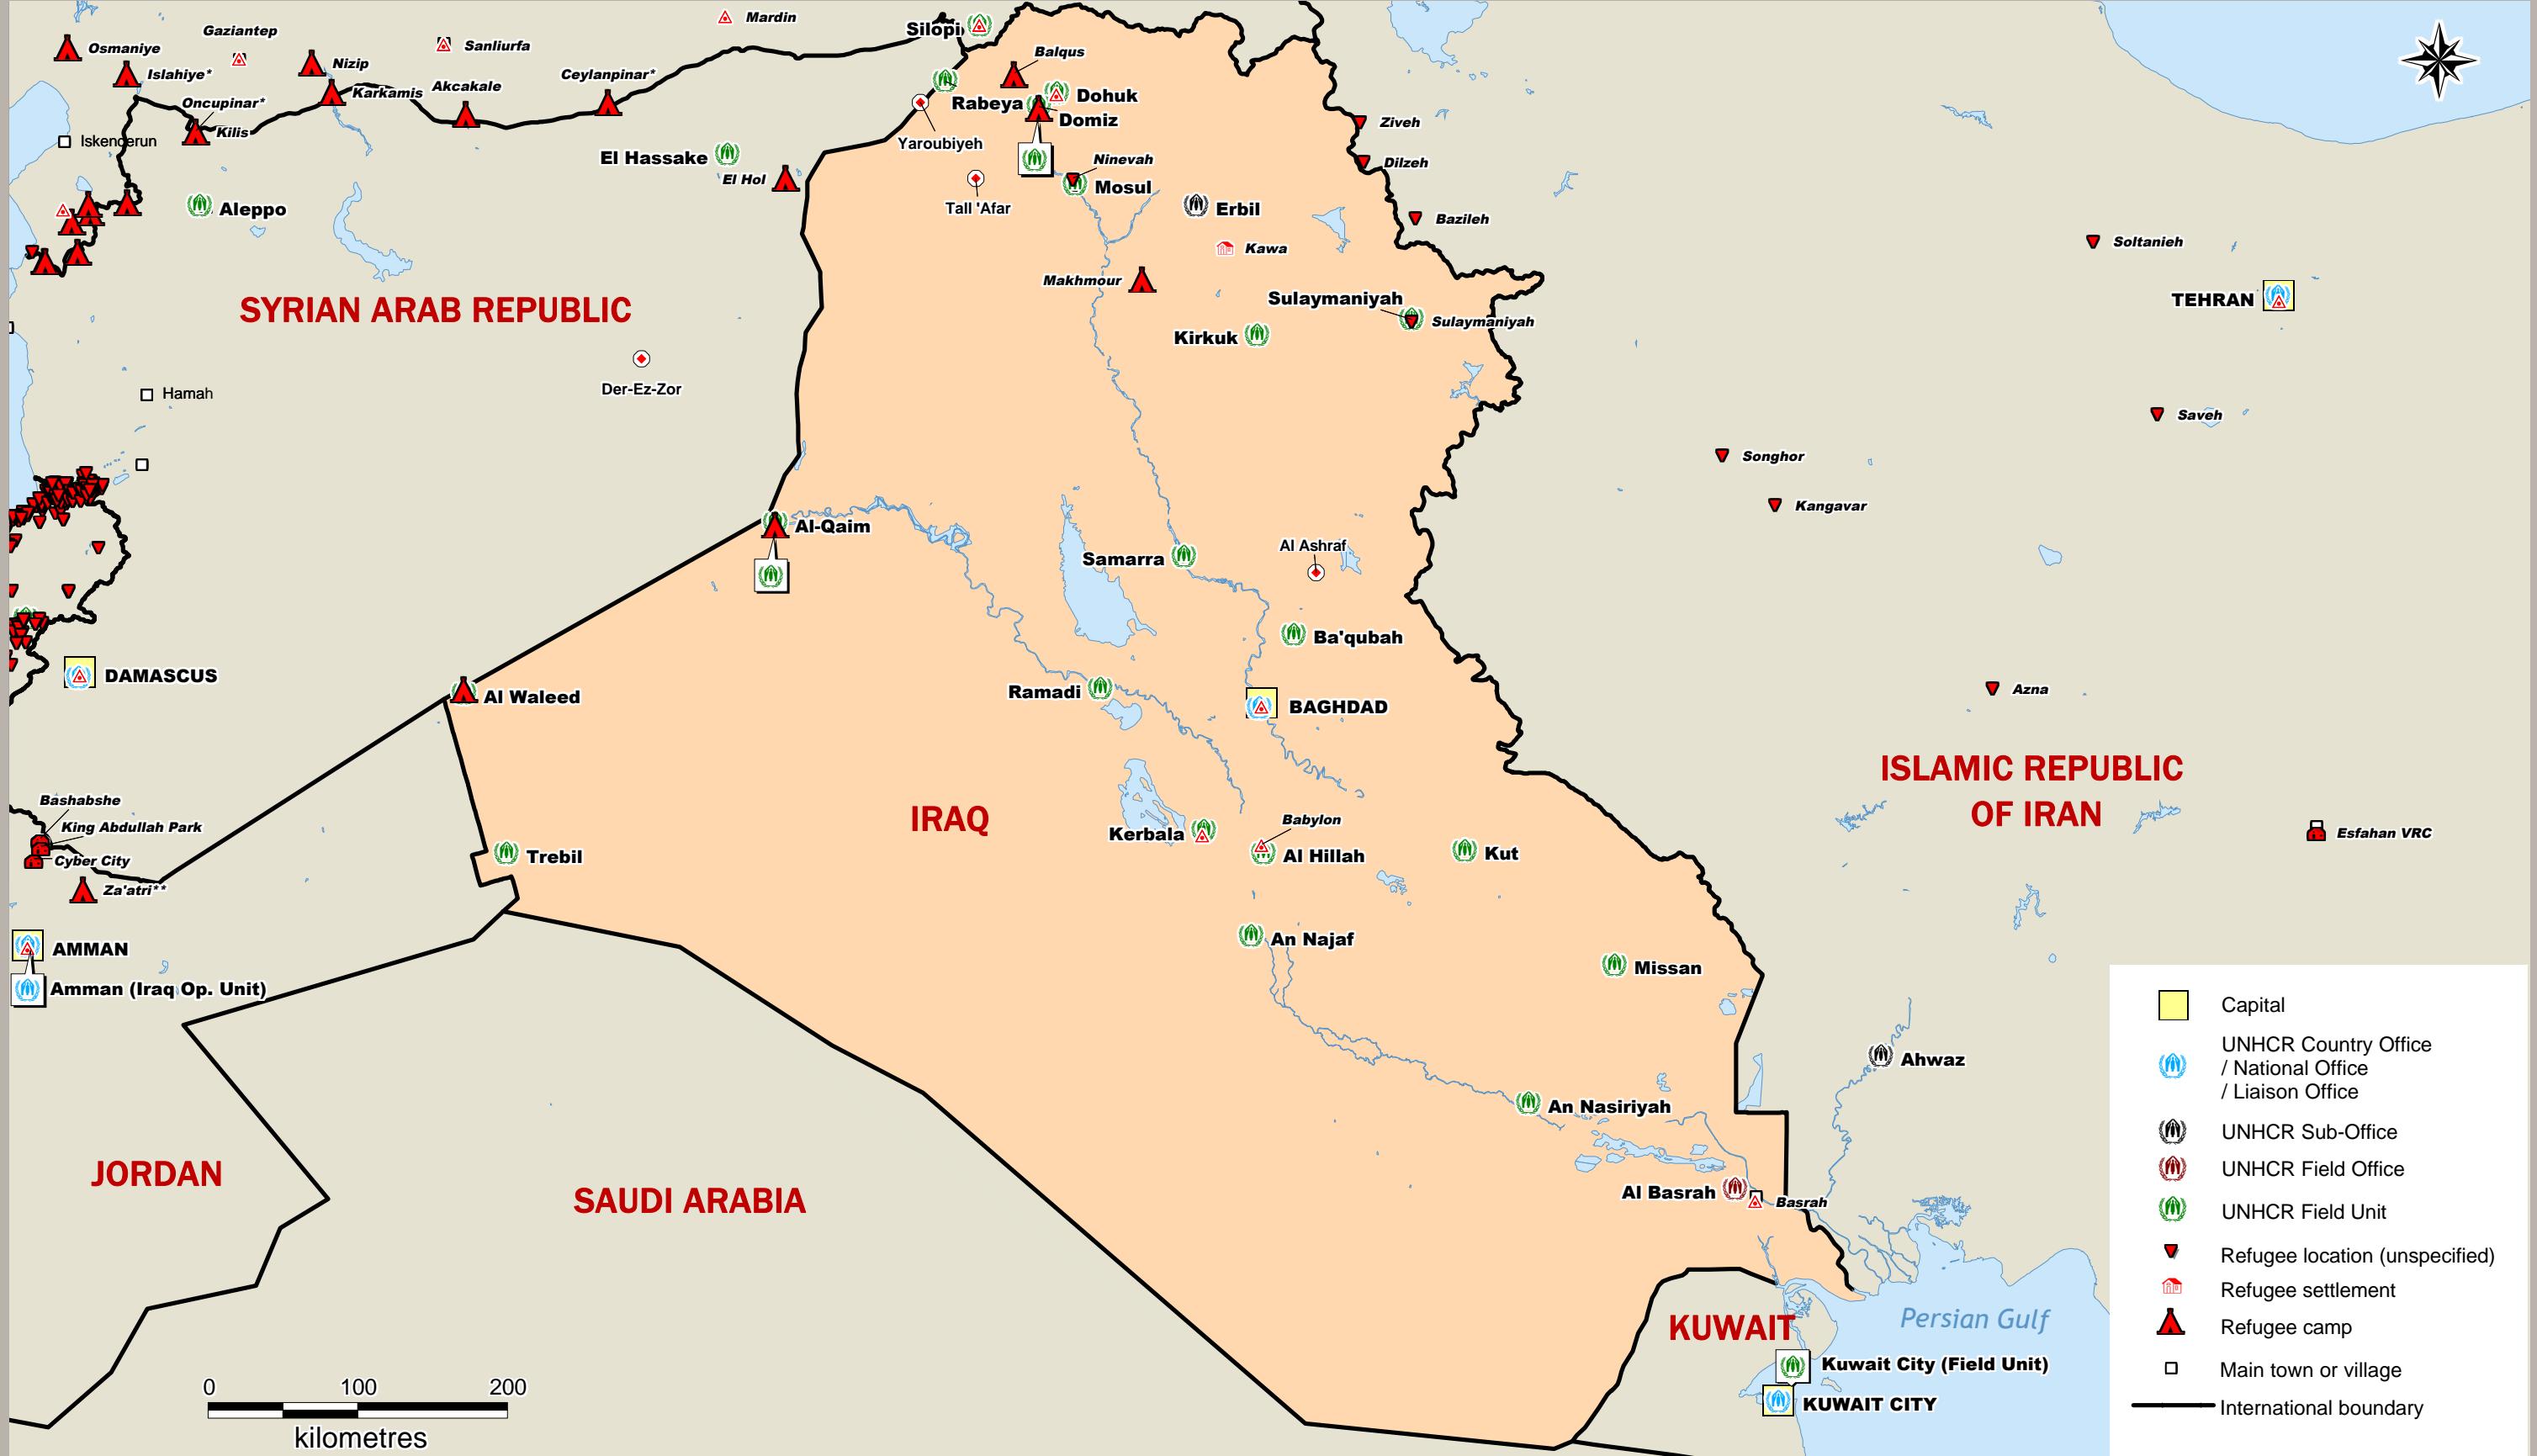 Mardin
Silopi
Gaziantep
Osmaniye
Sanliurfa
Balqus
Nizip
Islahiye*
Ceylanpinar*
Akcakale
Karkamis
Oncupinar*
Rabeya
Dohuk
Domiz
Ziveh
Kilis
Iskenderun
Yaroubiyeh
El Hassake
Ninevah
Dilzeh
El Hol
Mosul
Tall 'Afar
Aleppo
Erbil
Bazileh
Kawa
Soltanieh
Makhmour
SYRIAN ARAB REPUBLIC
Sulaymaniyah
TEHRAN
Sulaymaniyah
Kirkuk
Der-Ez-Zor
Hamah
Saveh
Songhor
Kangavar
Al-Qaim
Al Ashraf
Samarra
Ba'qubah
DAMASCUS
Al Waleed
Ramadi
BAGHDAD
Azna
ISLAMIC REPUBLIC
OF IRAN
Bashabshe
King Abdullah Park
Cyber City
Za'atri**
IRAQ
Babylon
Kerbala
Esfahan VRC
Trebil
Al Hillah
Kut
An Najaf
AMMAN
Missan
Amman (Iraq Op. Unit)
Ahwaz
An Nasiriyah
JORDAN
SAUDI ARABIA
Al Basrah
Basrah
Persian Gulf
KUWAIT
Kuwait City (Field Unit)
KUWAIT CITY
0 100 200
kilometres
Capital
UNHCR Country Office
/ National Office
/ Liaison Office
UNHCR Sub-Office
UNHCR Field Office
UNHCR Field Unit
Refugee location (unspecified)
Refugee settlement
Refugee camp
Main town or village
International boundary